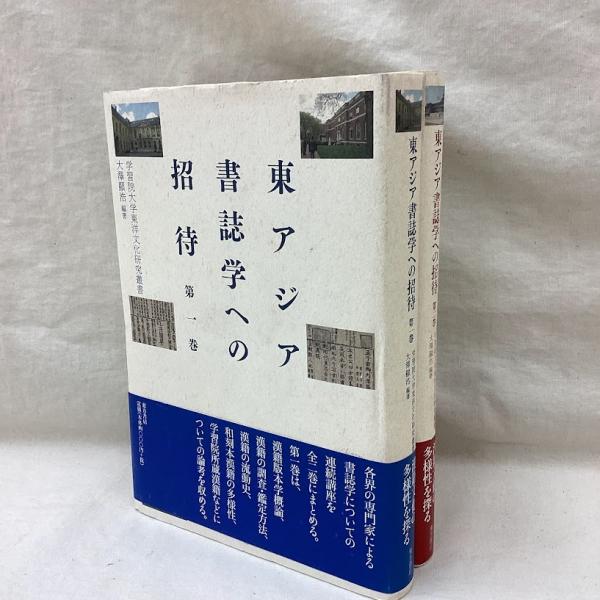 東アジア
書誌学への
招待
第一巻
学習院大学東洋文化研究叢書
大澤顯浩 編著
各界の専門家による
書誌学についての
連続講座を
全二巻にまとめる。
第一巻は、
漢籍版本学概論、
漢籍の調査・鑑定方法、
漢籍の流動史、
和刻本漢籍の多様性、
学習院所蔵漢籍などに
ついての論考を収める。
東方書店
東アジア書誌学への招待 第一巻
大澤顯浩 編著
多様性を探る
東アジア書誌学への招待 第二巻
大澤顯浩 編著
多様性を探る